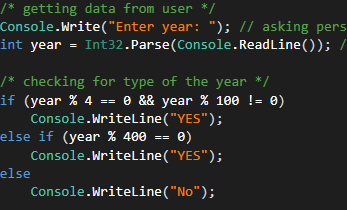 /* getting data from user */
Console.Write("Enter year: "); // asking pers
int year = Int32.Parse(Console.ReadLine()); /
/* checking for type of the year */
if (year % 4 == 0 && year % 100 != 0)
Console.WriteLine("YES");
else if (year % 400 == 0)
Console.WriteLine("YES");
else
Console.WriteLine("No");